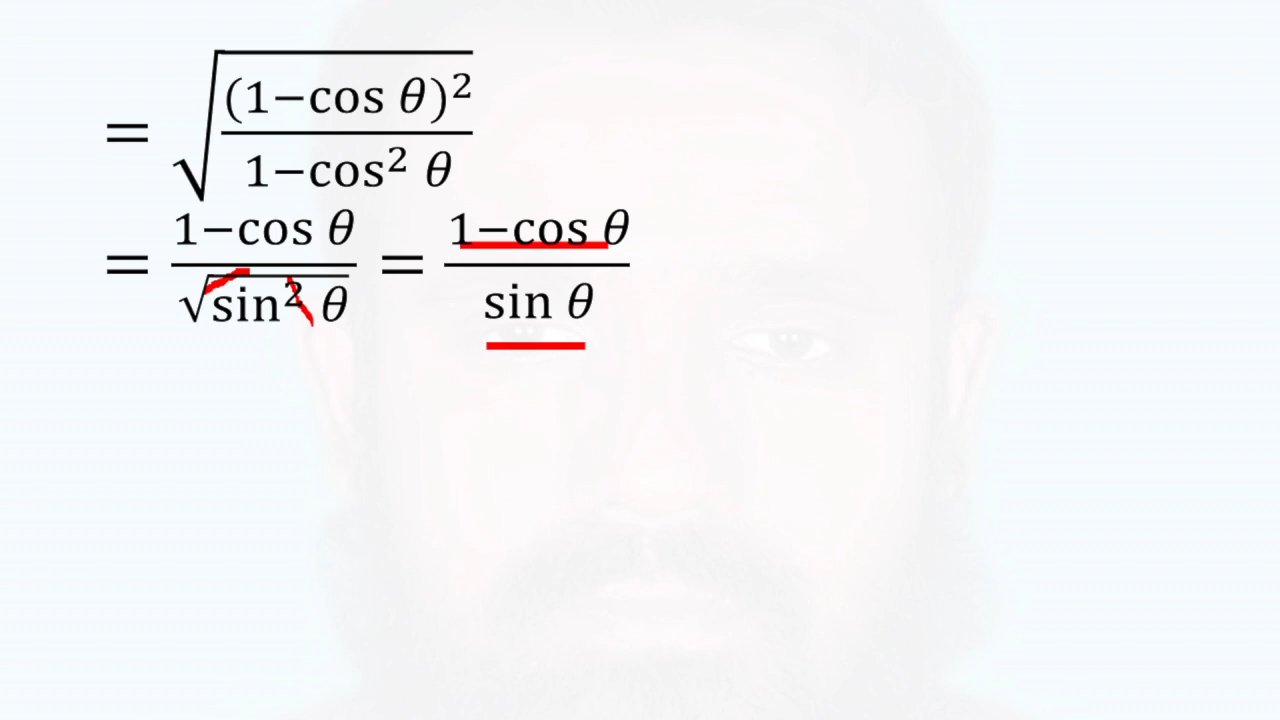 = √((1−cos θ)² / (1−cos² θ))
= (1−cos θ) / √(sin² θ) = (1−cos θ) / (sin θ)